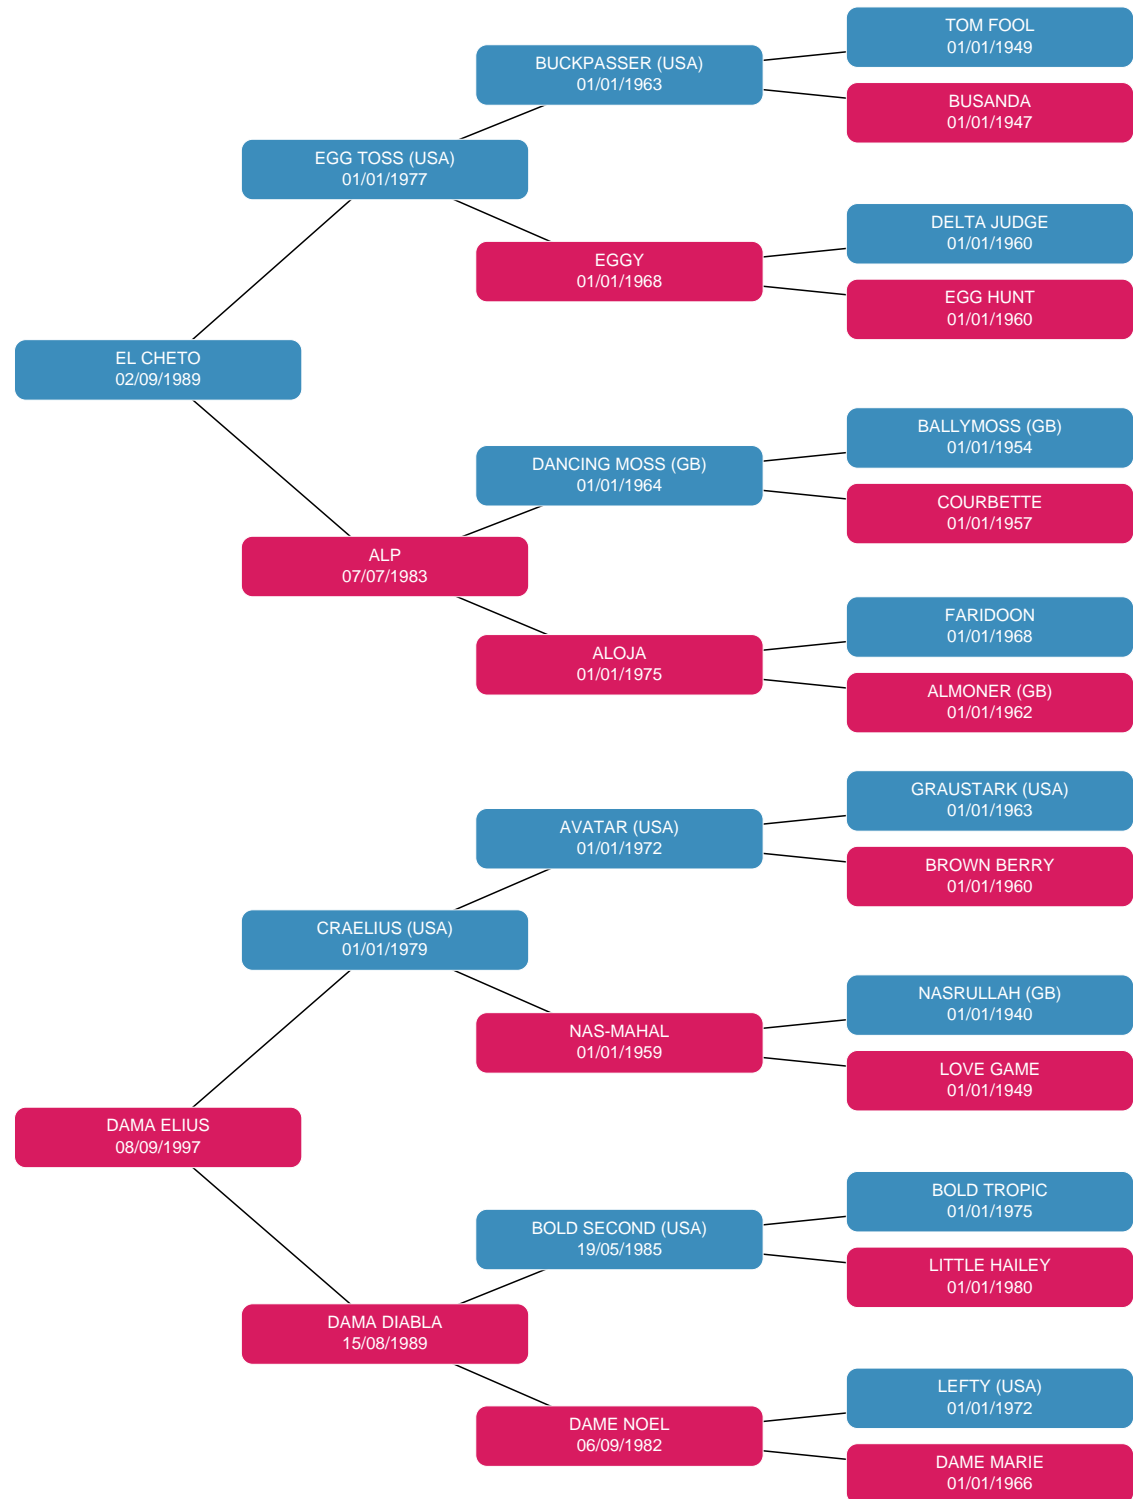 TOM FOOL
01/01/1949
BUCKPASSER (USA)
01/01/1963
BUSANDA
01/01/1947
EGG TOSS (USA)
01/01/1977
DELTA JUDGE
01/01/1960
EGGY
01/01/1968
EGG HUNT
01/01/1960
EL CHETO
02/09/1989
BALLYMOSS (GB)
01/01/1954
DANCING MOSS (GB)
01/01/1964
COURBETTE
01/01/1957
ALP
07/07/1983
FARIDOON
01/01/1968
ALOJA
01/01/1975
ALMONER (GB)
01/01/1962
GRAUSTARK (USA)
01/01/1963
AVATAR (USA)
01/01/1972
BROWN BERRY
01/01/1960
CRAELIUS (USA)
01/01/1979
NASRULLAH (GB)
01/01/1940
NAS-MAHAL
01/01/1959
LOVE GAME
01/01/1949
DAMA ELIUS
08/09/1997
BOLD TROPIC
01/01/1975
BOLD SECOND (USA)
19/05/1985
LITTLE HAILEY
01/01/1980
DAMA DIABLA
15/08/1989
LEFTY (USA)
01/01/1972
DAME NOEL
06/09/1982
DAME MARIE
01/01/1966